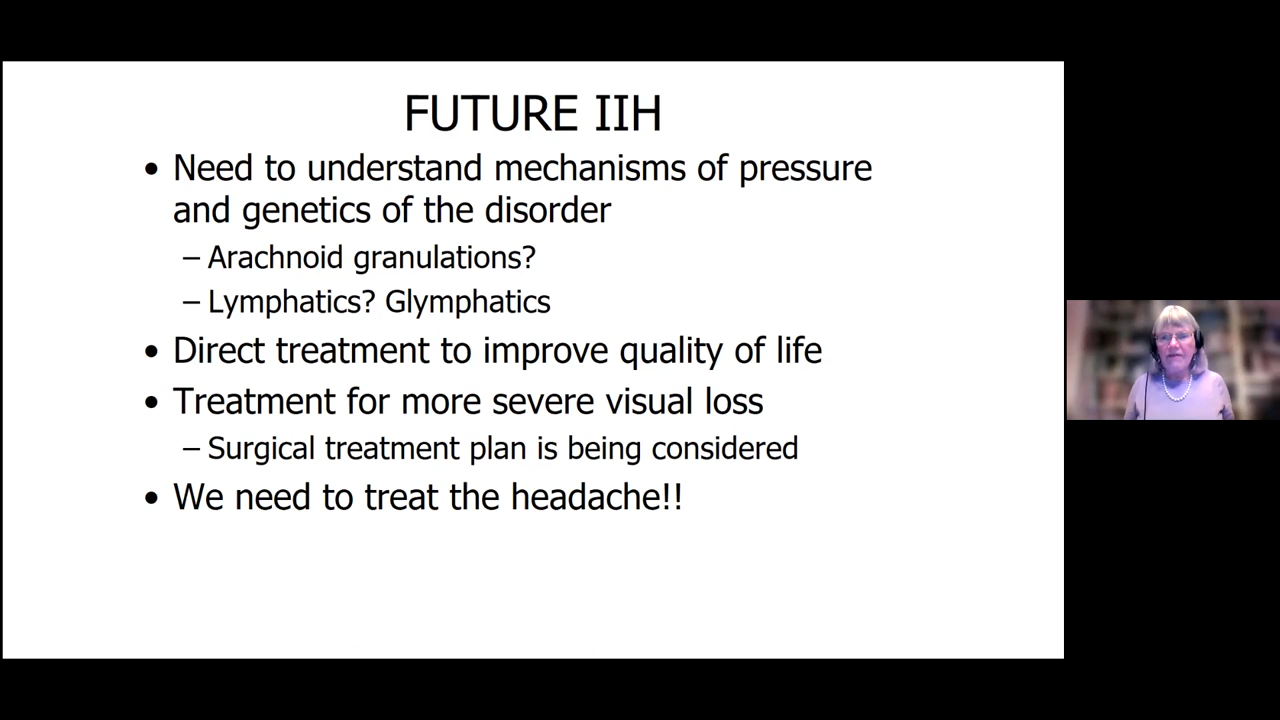 FUTURE IIH
• Need to understand mechanisms of pressure
and genetics of the disorder
– Arachnoid granulations?
– Lymphatics? Glymphatics
• Direct treatment to improve quality of life
• Treatment for more severe visual loss
– Surgical treatment plan is being considered
• We need to treat the headache!!